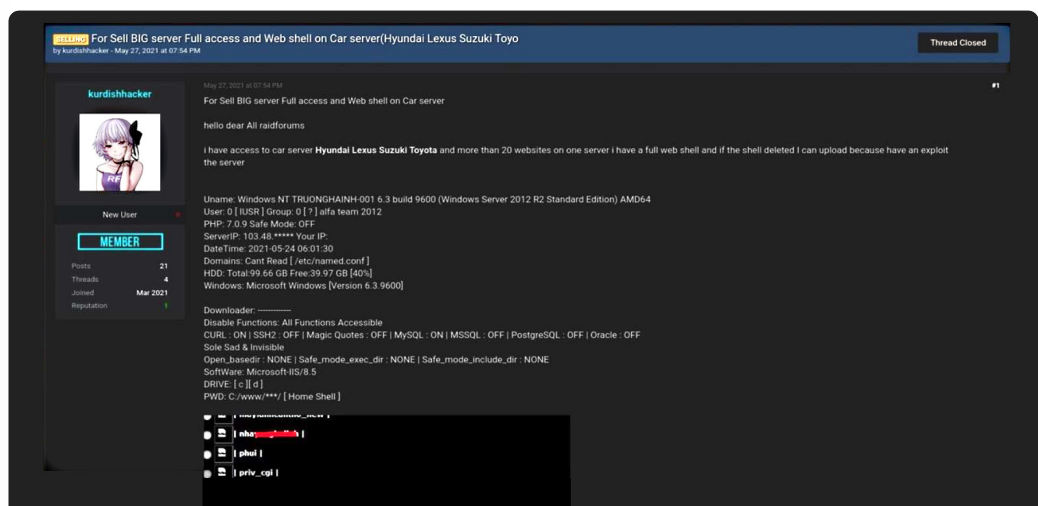 SELLING For Sell BIG server Full access and Web shell on Car server(Hyundai Lexus Suzuki Toyo
by kurdishhacker - May 27, 2021 at 07:54 PM
Thread Closed
kurdishhacker
RF
New User
MEMBER
Posts 21
Threads 4
Joined Mar 2021
Reputation 1
May 27, 2021 at 07:54 PM
#1
For Sell BIG server Full access and Web shell on Car server
hello dear All raidforums
i have access to car server Hyundai Lexus Suzuki Toyota and more than 20 websites on one server i have a full web shell and if the shell deleted I can upload because have an exploit
the server
Uname: Windows NT TRUONGHAINH-001 6.3 build 9600 (Windows Server 2012 R2 Standard Edition) AMD64
User: 0 [ IUSR ] Group: 0 [ ? ] alfa team 2012
PHP: 7.0.9 Safe Mode: OFF
ServerIP: 103.48.***** Your IP:
DateTime: 2021-05-24 06:01:30
Domains: Cant Read [ /etc/named.conf ]
HDD: Total:99.66 GB Free:39.97 GB [40%]
Windows: Microsoft Windows [Version 6.3.9600]
Downloader: ------------
Disable Functions: All Functions Accessible
CURL : ON | SSH2 : OFF | Magic Quotes : OFF | MySQL : ON | MSSQL : OFF | PostgreSQL : OFF | Oracle : OFF
Sole Sad & Invisible
Open_basedir : NONE | Safe_mode_exec_dir : NONE | Safe_mode_include_dir : NONE
SoftWare: Microsoft-IIS/8.5
DRIVE: [ c ][ d ]
PWD: C:/www/***/ [ Home Shell ]
| phui |
| priv_cgi |